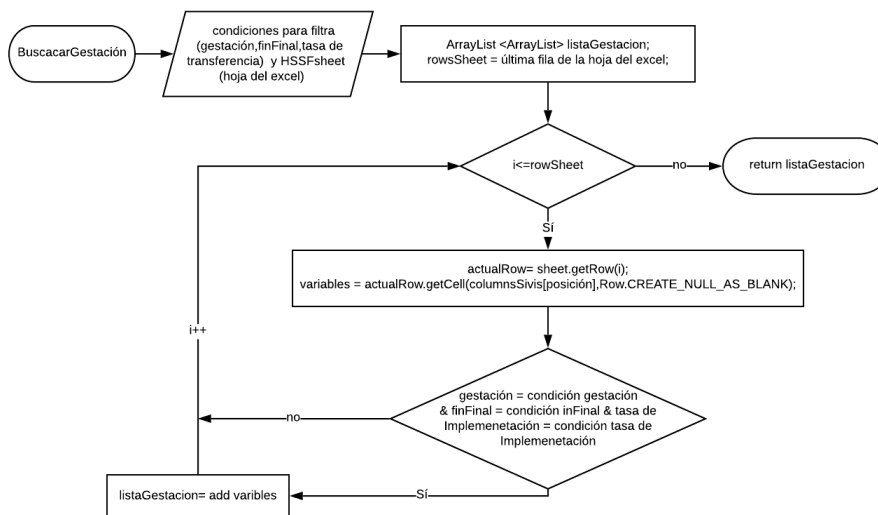 BuscacarGestación
condiciones para filtra
(gestación,finFinal,tasa de
transferencia) y HSSFsheet
(hoja del excel)
ArrayList <ArrayList> listaGestacion;
rowsSheet = última fila de la hoja del excel;
i<=rowSheet
no
return listaGestacion
Sí
actualRow= sheet.getRow(i);
variables = actualRow.getCell(columnsSivis[posición],Row.CREATE_NULL_AS_BLANK);
i++
gestación = condición gestación
& finFinal = condición inFinal & tasa de
Implemenetación = condición tasa de
Implemenetación
no
Sí
listaGestacion= add varibles